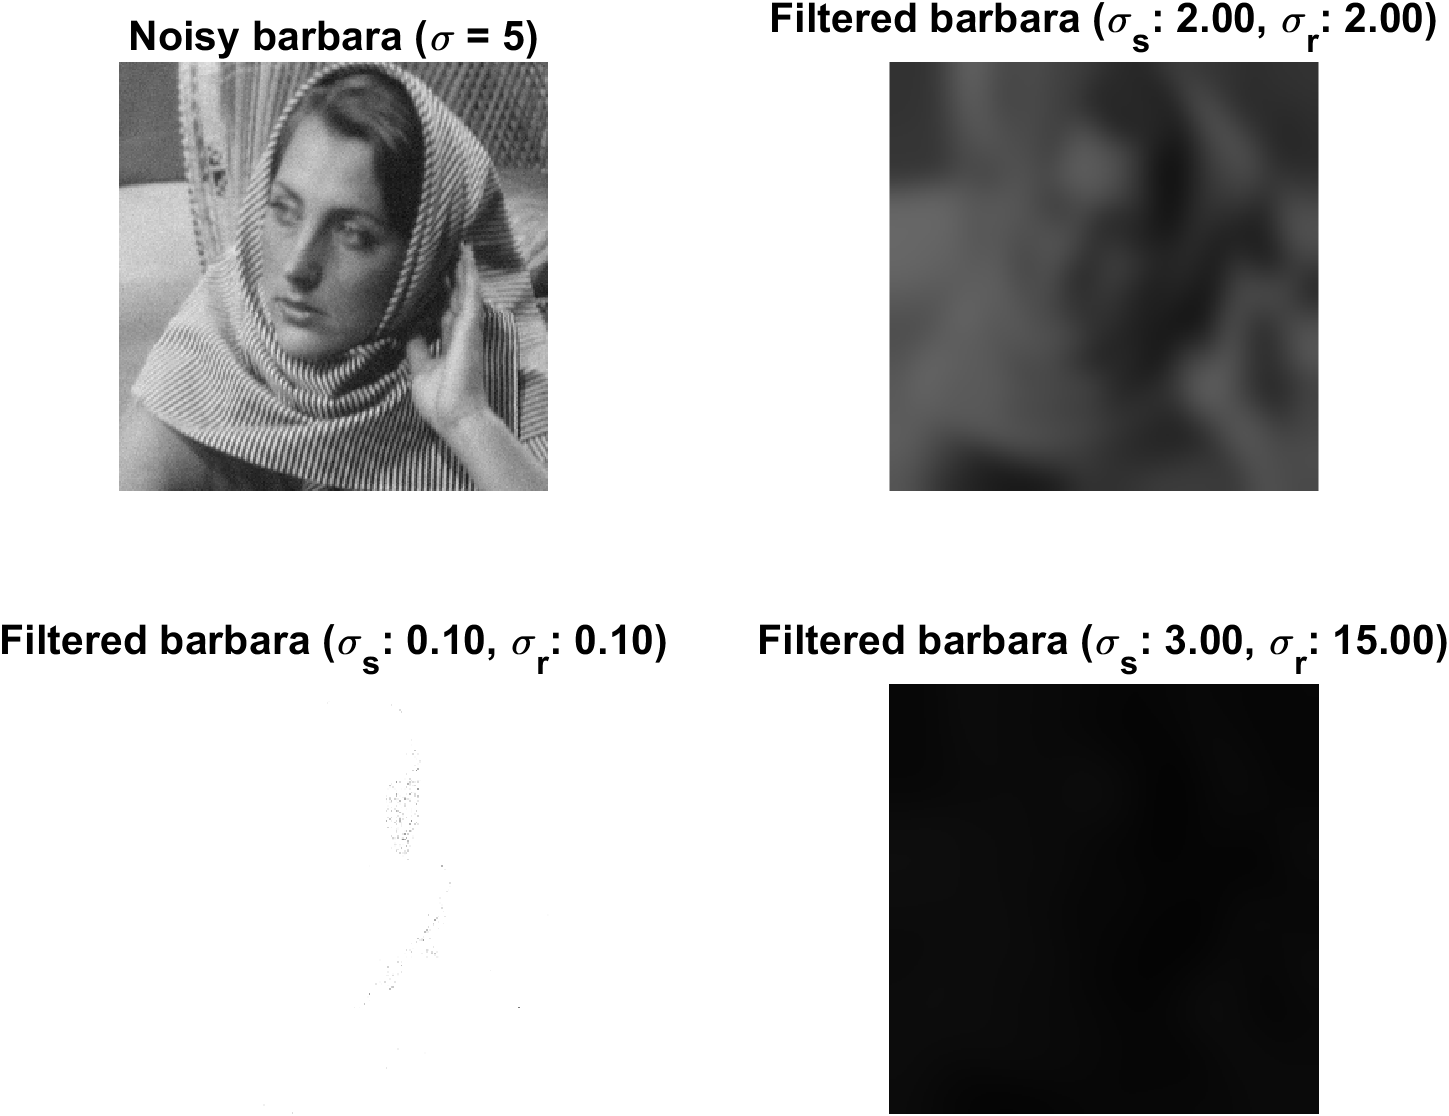 Noisy barbara (σ = 5)
Filtered barbara (σs: 2.00, σr: 2.00)
Filtered barbara (σs: 0.10, σr: 0.10)
Filtered barbara (σs: 3.00, σr: 15.00)